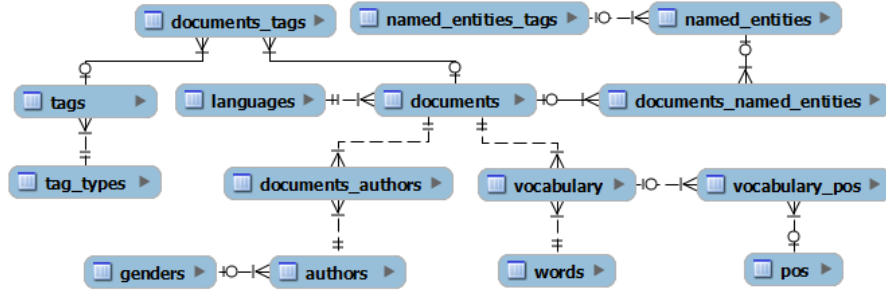 documents_tags
named_entities_tags
named_entities
tags
languages
documents
documents_named_entities
tag_types
documents_authors
vocabulary
vocabulary_pos
genders
authors
words
pos